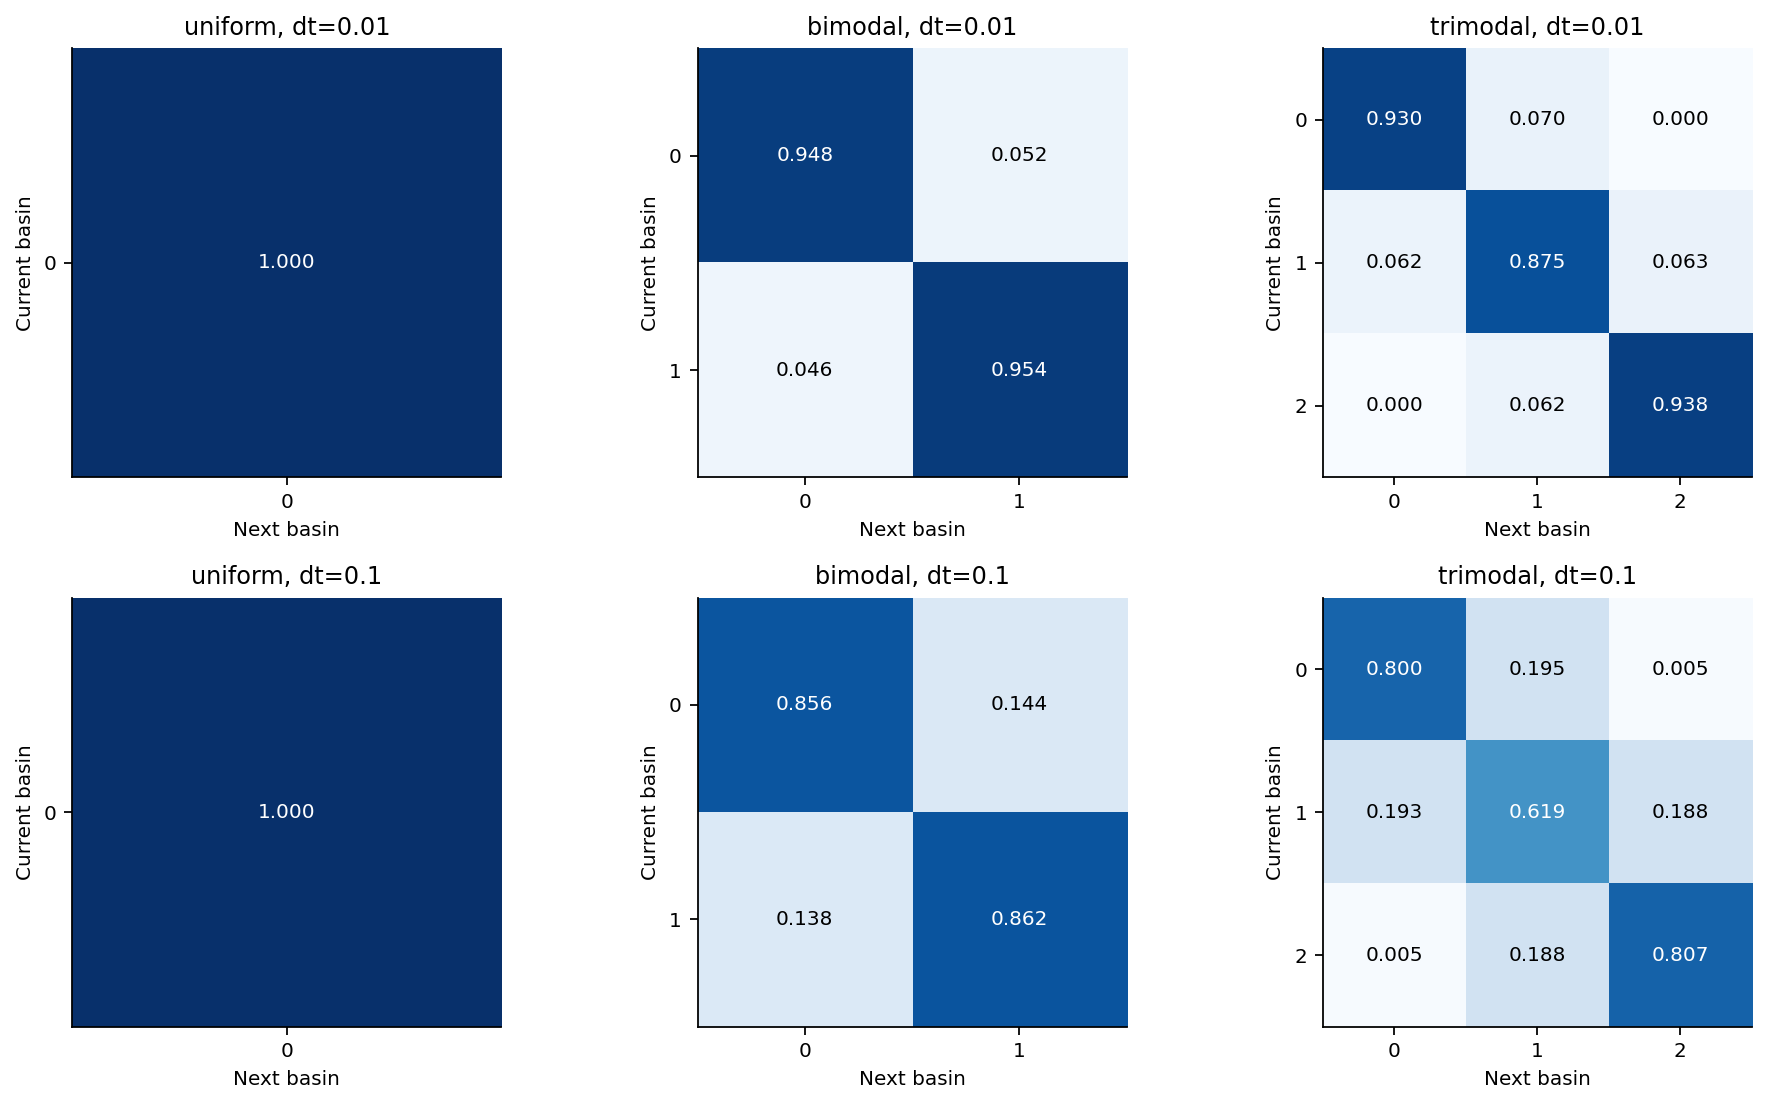 uniform, dt=0.01
Current basin
0
1.000
0
Next basin
bimodal, dt=0.01
Current basin
0
0.948 0.052
1
0.046 0.954
0 1
Next basin
trimodal, dt=0.01
Current basin
0
0.930 0.070 0.000
1
0.062 0.875 0.063
2
0.000 0.062 0.938
0 1 2
Next basin
uniform, dt=0.1
Current basin
0
1.000
0
Next basin
bimodal, dt=0.1
Current basin
0
0.856 0.144
1
0.138 0.862
0 1
Next basin
trimodal, dt=0.1
Current basin
0
0.800 0.195 0.005
1
0.193 0.619 0.188
2
0.005 0.188 0.807
0 1 2
Next basin